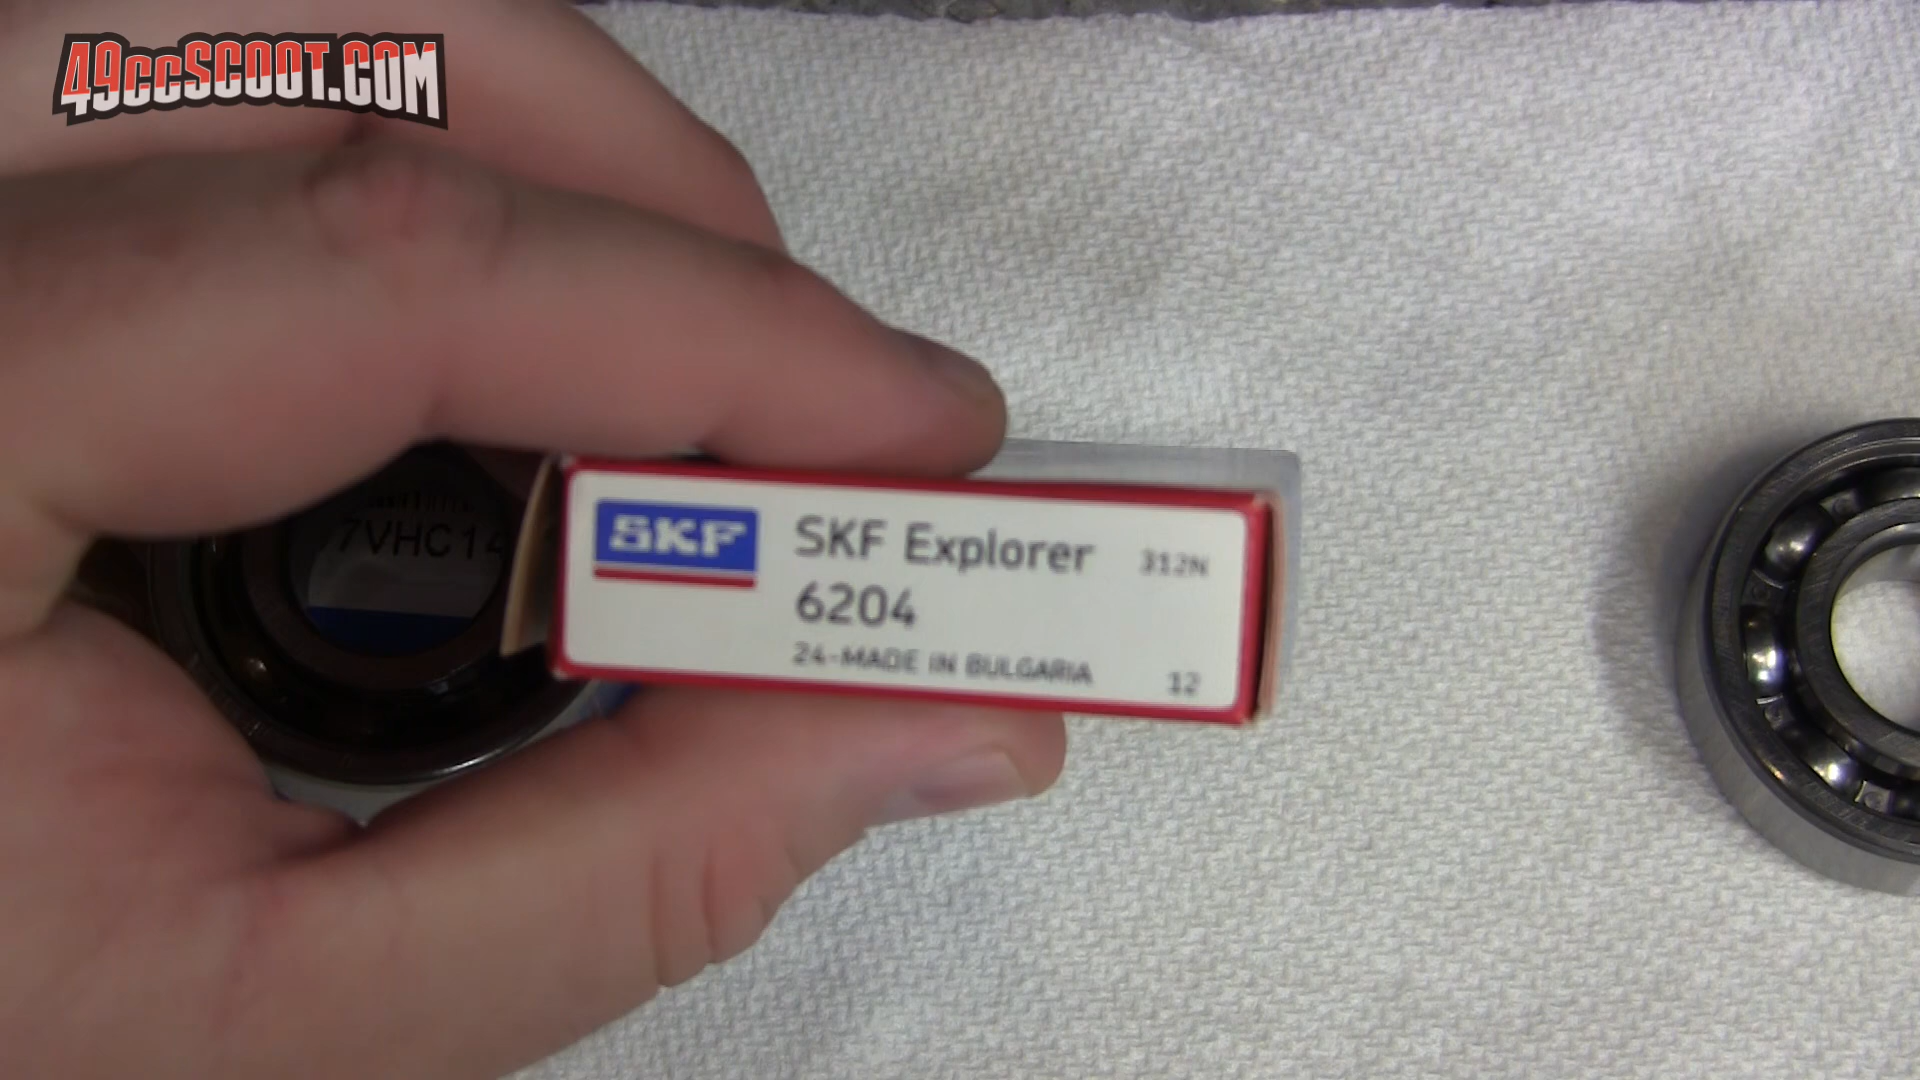 49ccSCOOT.COM
7VHC14
SKF
SKF Explorer
312N
6204
24-MADE IN BULGARIA
12